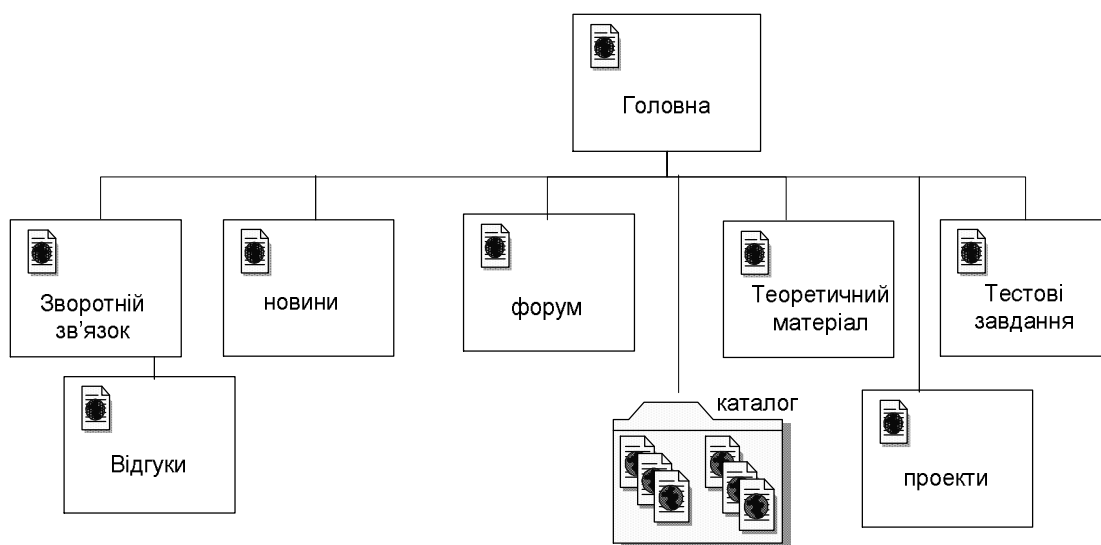 Головна
Зворотній
зв’язок
новини
форум
Теоретичний
матеріал
Тестові
завдання
Відгуки
каталог
проекти